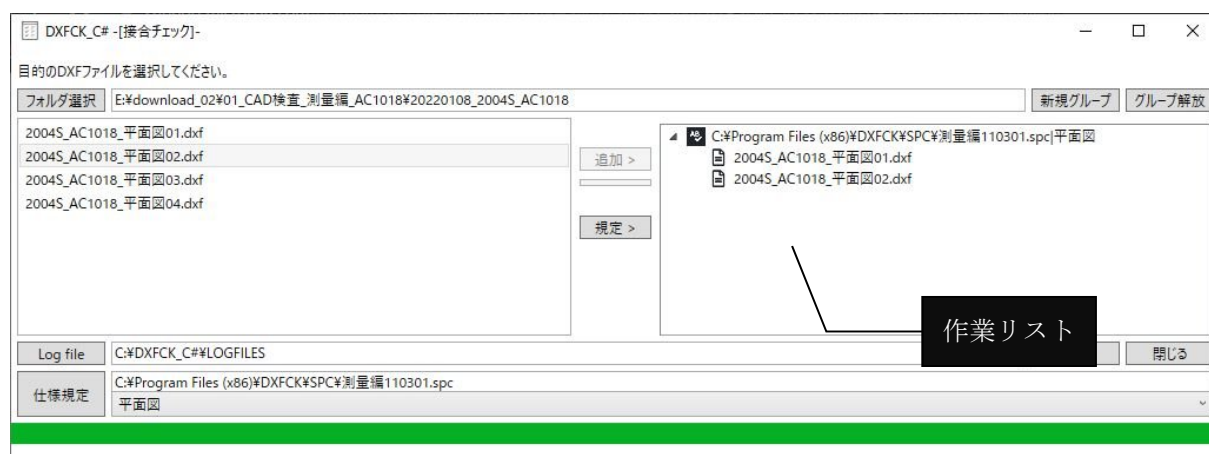 DXFCK_C# -[接合チェック]-
目的のDXFファイルを選択してください。
フォルダ選択 E:¥download_02¥01_CAD検査_測量編_AC1018¥20220108_2004S_AC1018 新規グループ グループ解放
2004S_AC1018_平面図01.dxf
2004S_AC1018_平面図02.dxf
2004S_AC1018_平面図03.dxf
2004S_AC1018_平面図04.dxf
追加 >
規定 >
C:¥Program Files (x86)¥DXFCK¥SPC¥測量編110301.spc|平面図
2004S_AC1018_平面図01.dxf
2004S_AC1018_平面図02.dxf
作業リスト
Log file C:¥DXFCK_C#¥LOGFILES 閉じる
仕様規定 C:¥Program Files (x86)¥DXFCK¥SPC¥測量編110301.spc
平面図